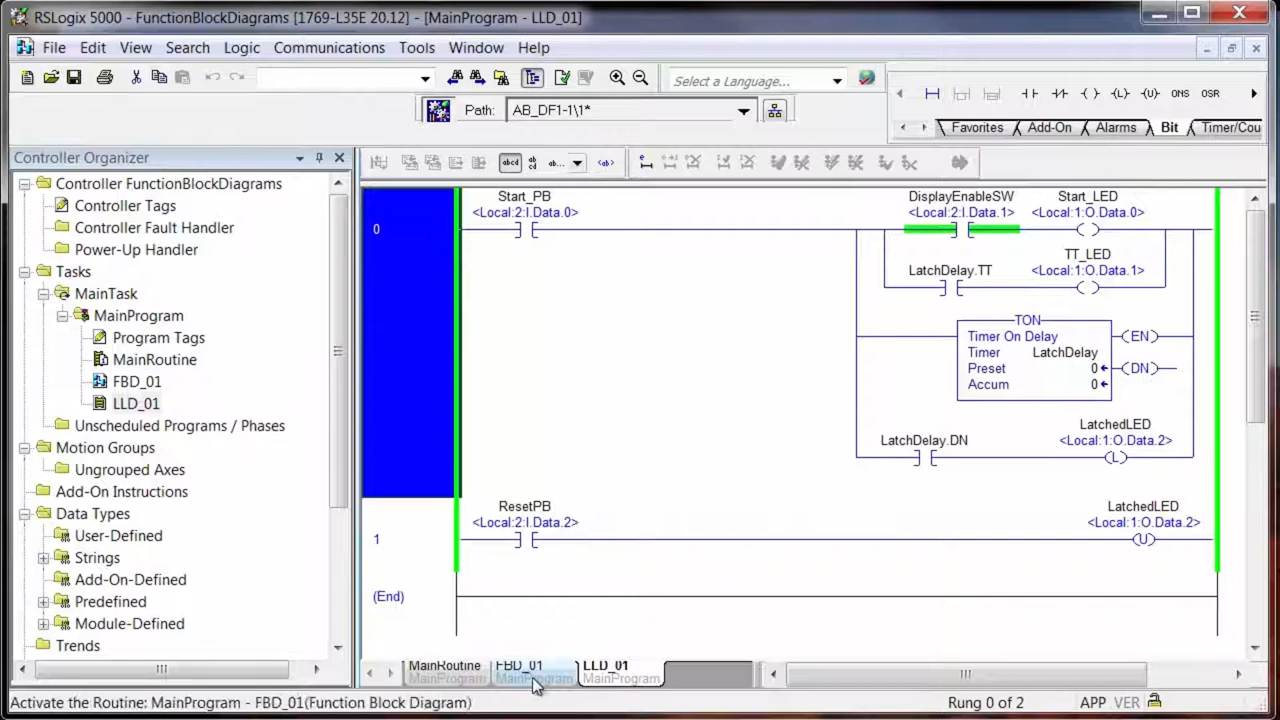 RSLogix 5000 - FunctionBlockDiagrams [1769-L35E 20.12] - [MainProgram - LLD_01]
File Edit View Search Logic Communications Tools Window Help
Select a Language...
Path: AB_DF1-1\1*
(L) (U) ONS OSR
Favorites Add-On Alarms Bit Timer/Cou
Controller Organizer
abcd ab cd ab... <ab>
Controller FunctionBlockDiagrams
Controller Tags
Controller Fault Handler
Power-Up Handler
Tasks
MainTask
MainProgram
Program Tags
MainRoutine
FBD_01
LLD_01
Unscheduled Programs / Phases
Motion Groups
Ungrouped Axes
Add-On Instructions
Data Types
User-Defined
Strings
Add-On-Defined
Predefined
Module-Defined
Trends
Start_PB DisplayEnableSW Start_LED
<Local:2:I.Data.0> <Local:2:I.Data.1> <Local:1:O.Data.0>
0
TT_LED
LatchDelay.TT <Local:1:O.Data.1>
TON
Timer On Delay (EN)
Timer LatchDelay
Preset 0 (DN)
Accum 0
LatchedLED
LatchDelay.DN <Local:1:O.Data.2>
(L)
ResetPB LatchedLED
<Local:2:I.Data.2> <Local:1:O.Data.2>
1 (U)
(End)
MainRoutine FBD_01 LLD_01
MainProgram MainProgram MainProgram
Activate the Routine: MainProgram - FBD_01(Function Block Diagram) Rung 0 of 2 APP VER